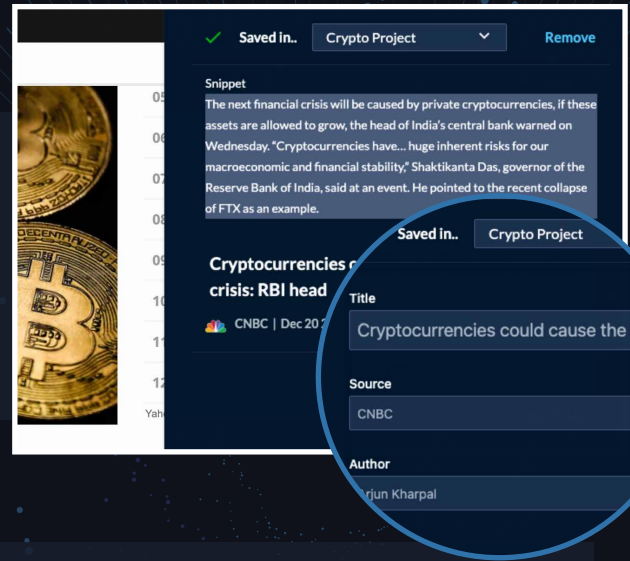 Saved in.. Crypto Project Remove
Snippet
The next financial crisis will be caused by private cryptocurrencies, if these
assets are allowed to grow, the head of India's central bank warned on
Wednesday. "Cryptocurrencies have... huge inherent risks for our
macroeconomic and financial stability," Shaktikanta Das, governor of the
Reserve Bank of India, said at an event. He pointed to the recent collapse
of FTX as an example.
Cryptocurrencies
crisis: RBI head
CNBC | Dec 20
05
06
07
08
09
10
11
12
DECENTRALIZED
Saved in.. Crypto Project
Title
Cryptocurrencies could cause the
Source
CNBC
Author
Arjun Kharpal